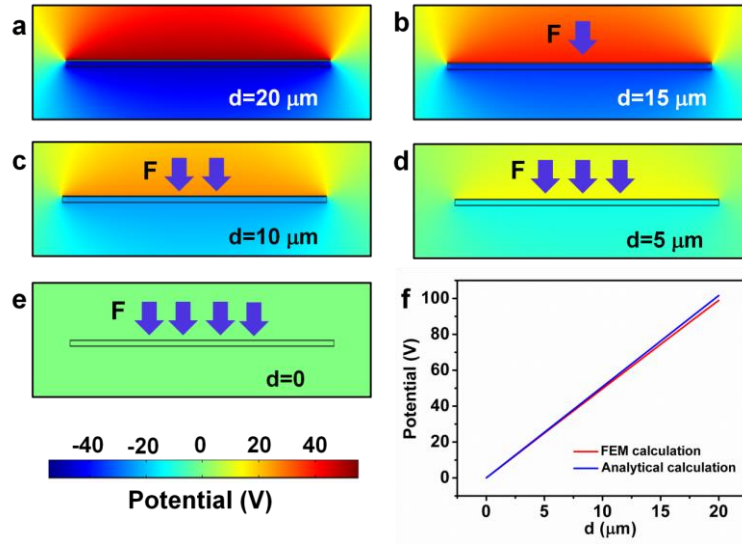 a
d=20 μm
b
F
d=15 μm
c
F
d=10 μm
d
F
d=5 μm
e
F
d=0
-40 -20 0 20 40
Potential (V)
f
Potential (V)
100
80
60
40
20
0
FEM calculation
Analytical calculation
0 5 10 15 20
d (μm)